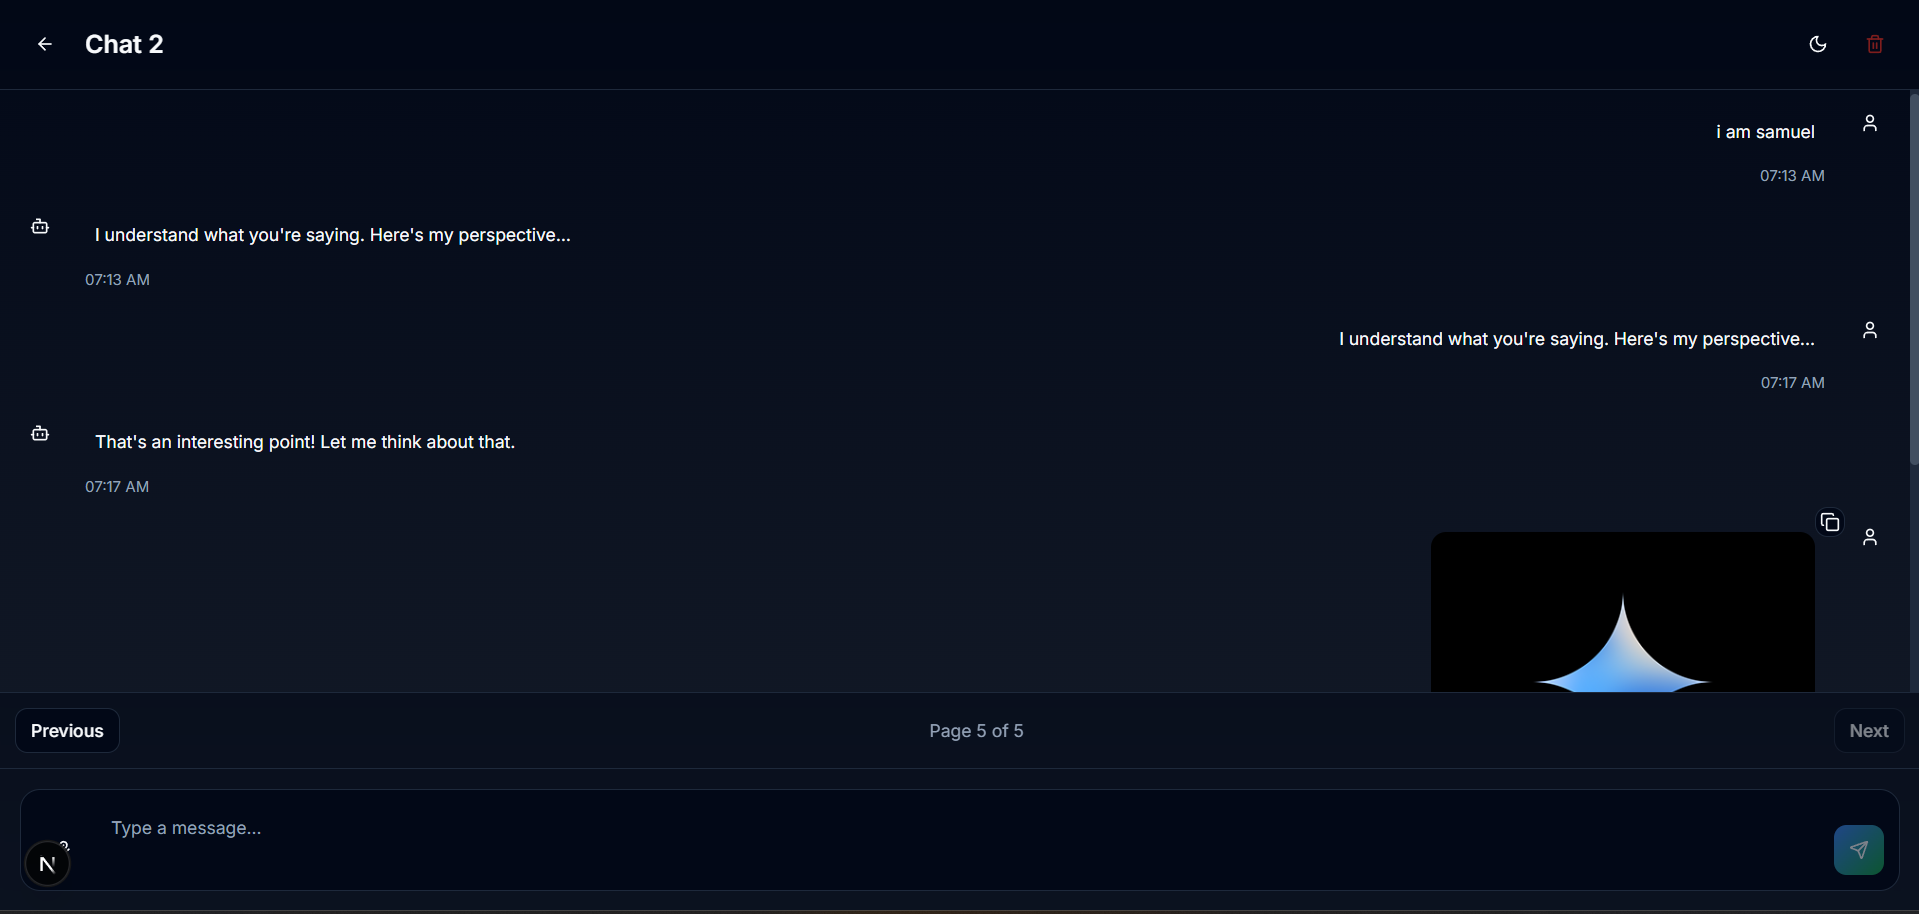 Chat 2
i am samuel
07:13 AM
I understand what you're saying. Here's my perspective...
07:13 AM
I understand what you're saying. Here's my perspective...
07:17 AM
That's an interesting point! Let me think about that.
07:17 AM
Previous
Page 5 of 5
Next
Type a message...
N